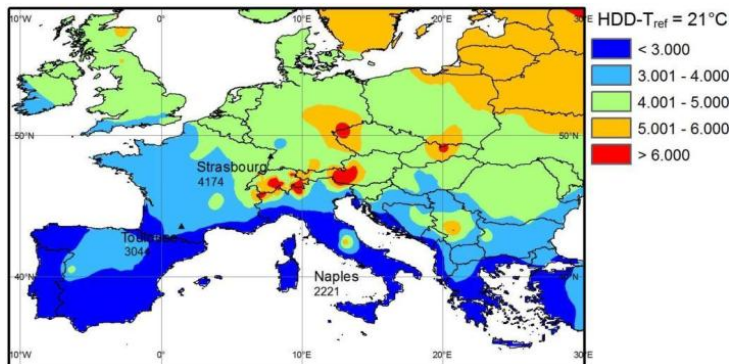 10°W 0° 10°E 20°E 30°E
HDD-Tref = 21°C
< 3.000
3.001 - 4.000
4.001 - 5.000
5.001 - 6.000
> 6.000
50°N 50°N
Strasbourg
4174
Toulouse
3044
40°N 40°N
Naples
2221
10°W 0° 10°E 20°E 30°E